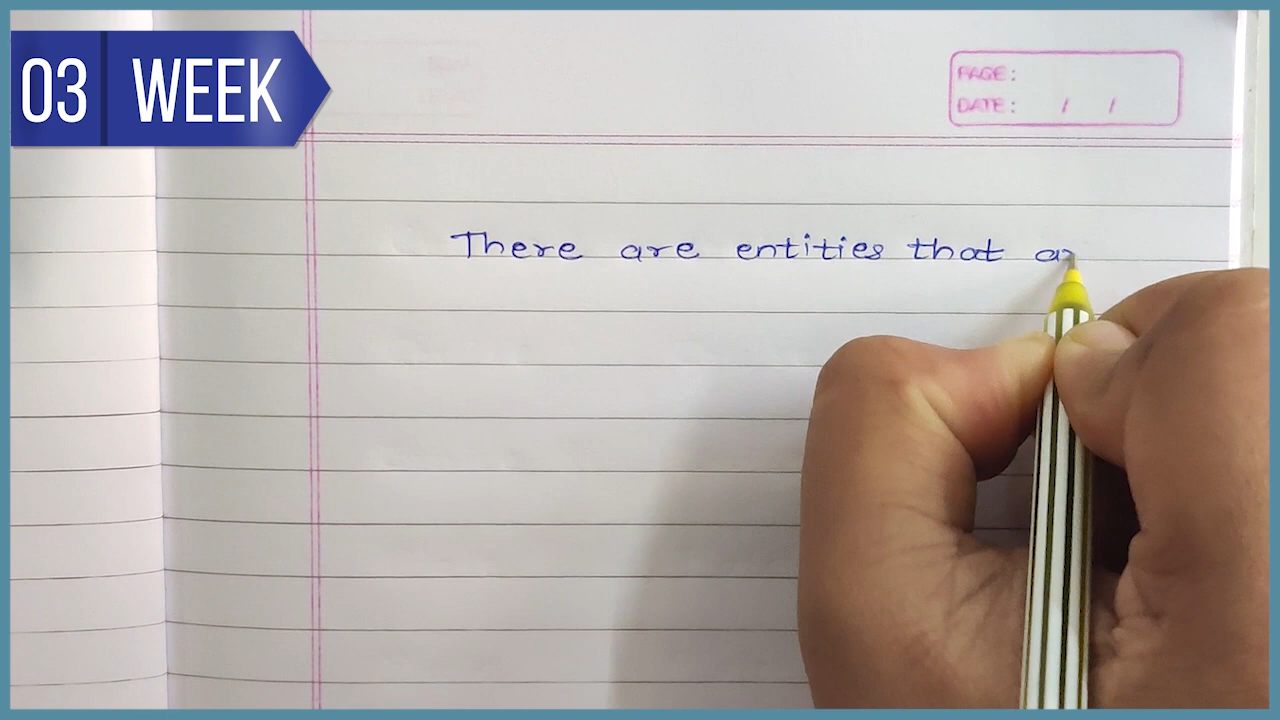 03 WEEK
PAGE:
DATE: / /
There are entities that